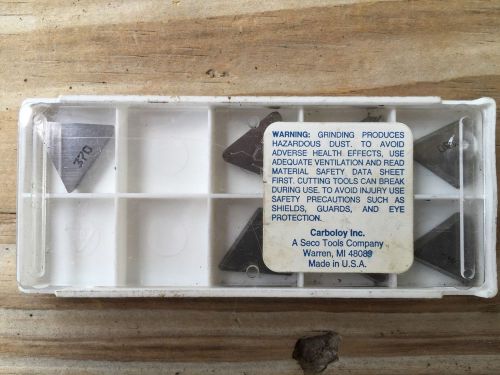 370
WARNING: GRINDING PRODUCES
HAZARDOUS DUST. TO AVOID
ADVERSE HEALTH EFFECTS, USE
ADEQUATE VENTILATION AND READ
MATERIAL SAFETY DATA SHEET
FIRST. CUTTING TOOLS CAN BREAK
DURING USE. TO AVOID INJURY USE
SAFETY PRECAUTIONS SUCH AS
SHIELDS, GUARDS, AND EYE
PROTECTION.
Carboloy Inc.
A Seco Tools Company
Warren, MI 48089
Made in U.S.A.